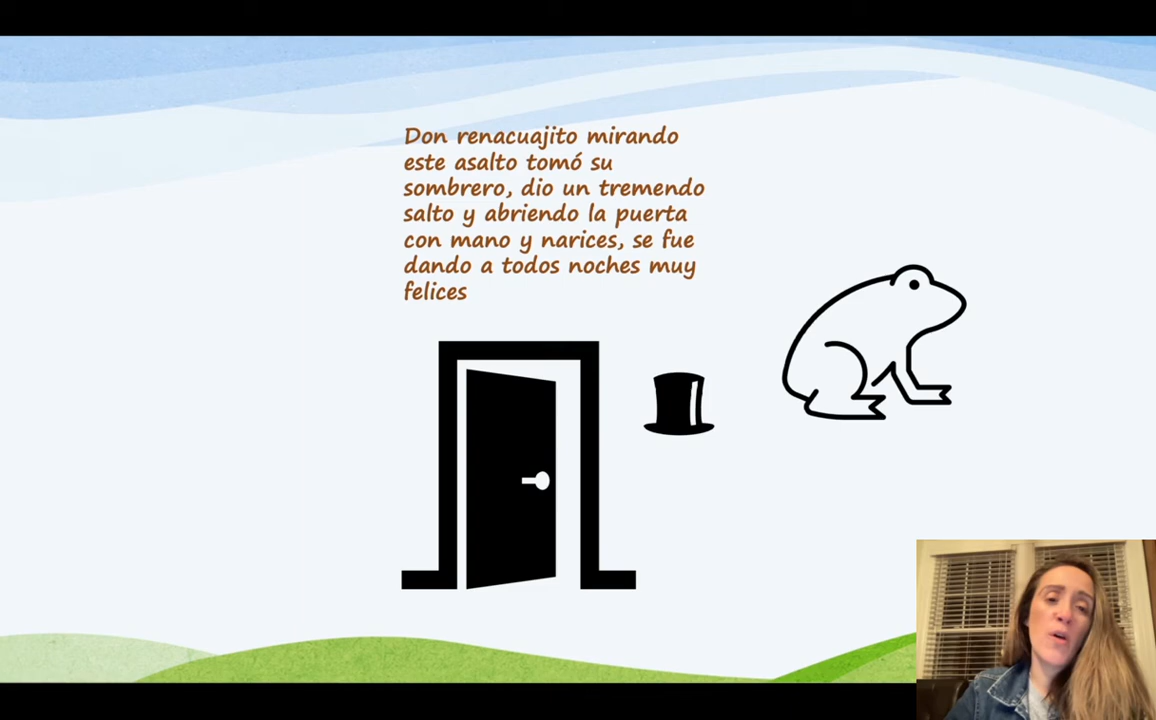 Don renacuajito mirando
este asalto tomó su
sombrero, dio un tremendo
salto y abriendo la puerta
con mano y narices, se fue
dando a todos noches muy
felices